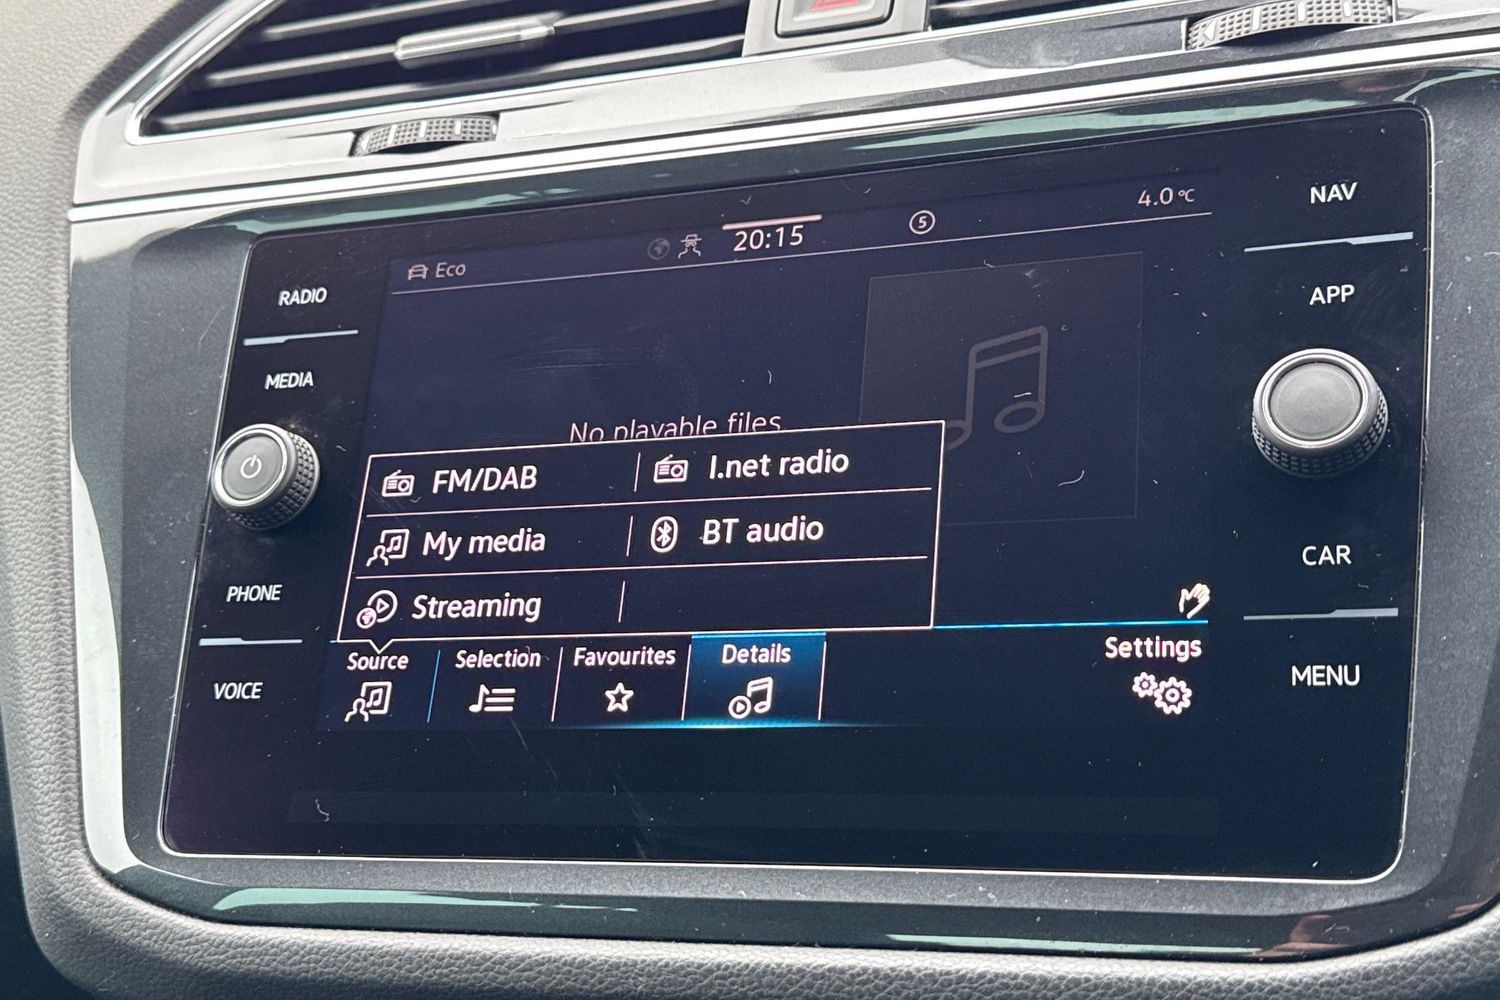 NAV
4.0 °C
5
20:15
Eco
RADIO
APP
MEDIA
No playable files.
FM/DAB
I.net radio
My media
BT audio
Streaming
CAR
PHONE
Source
Selection
Favourites
Details
Settings
VOICE
MENU